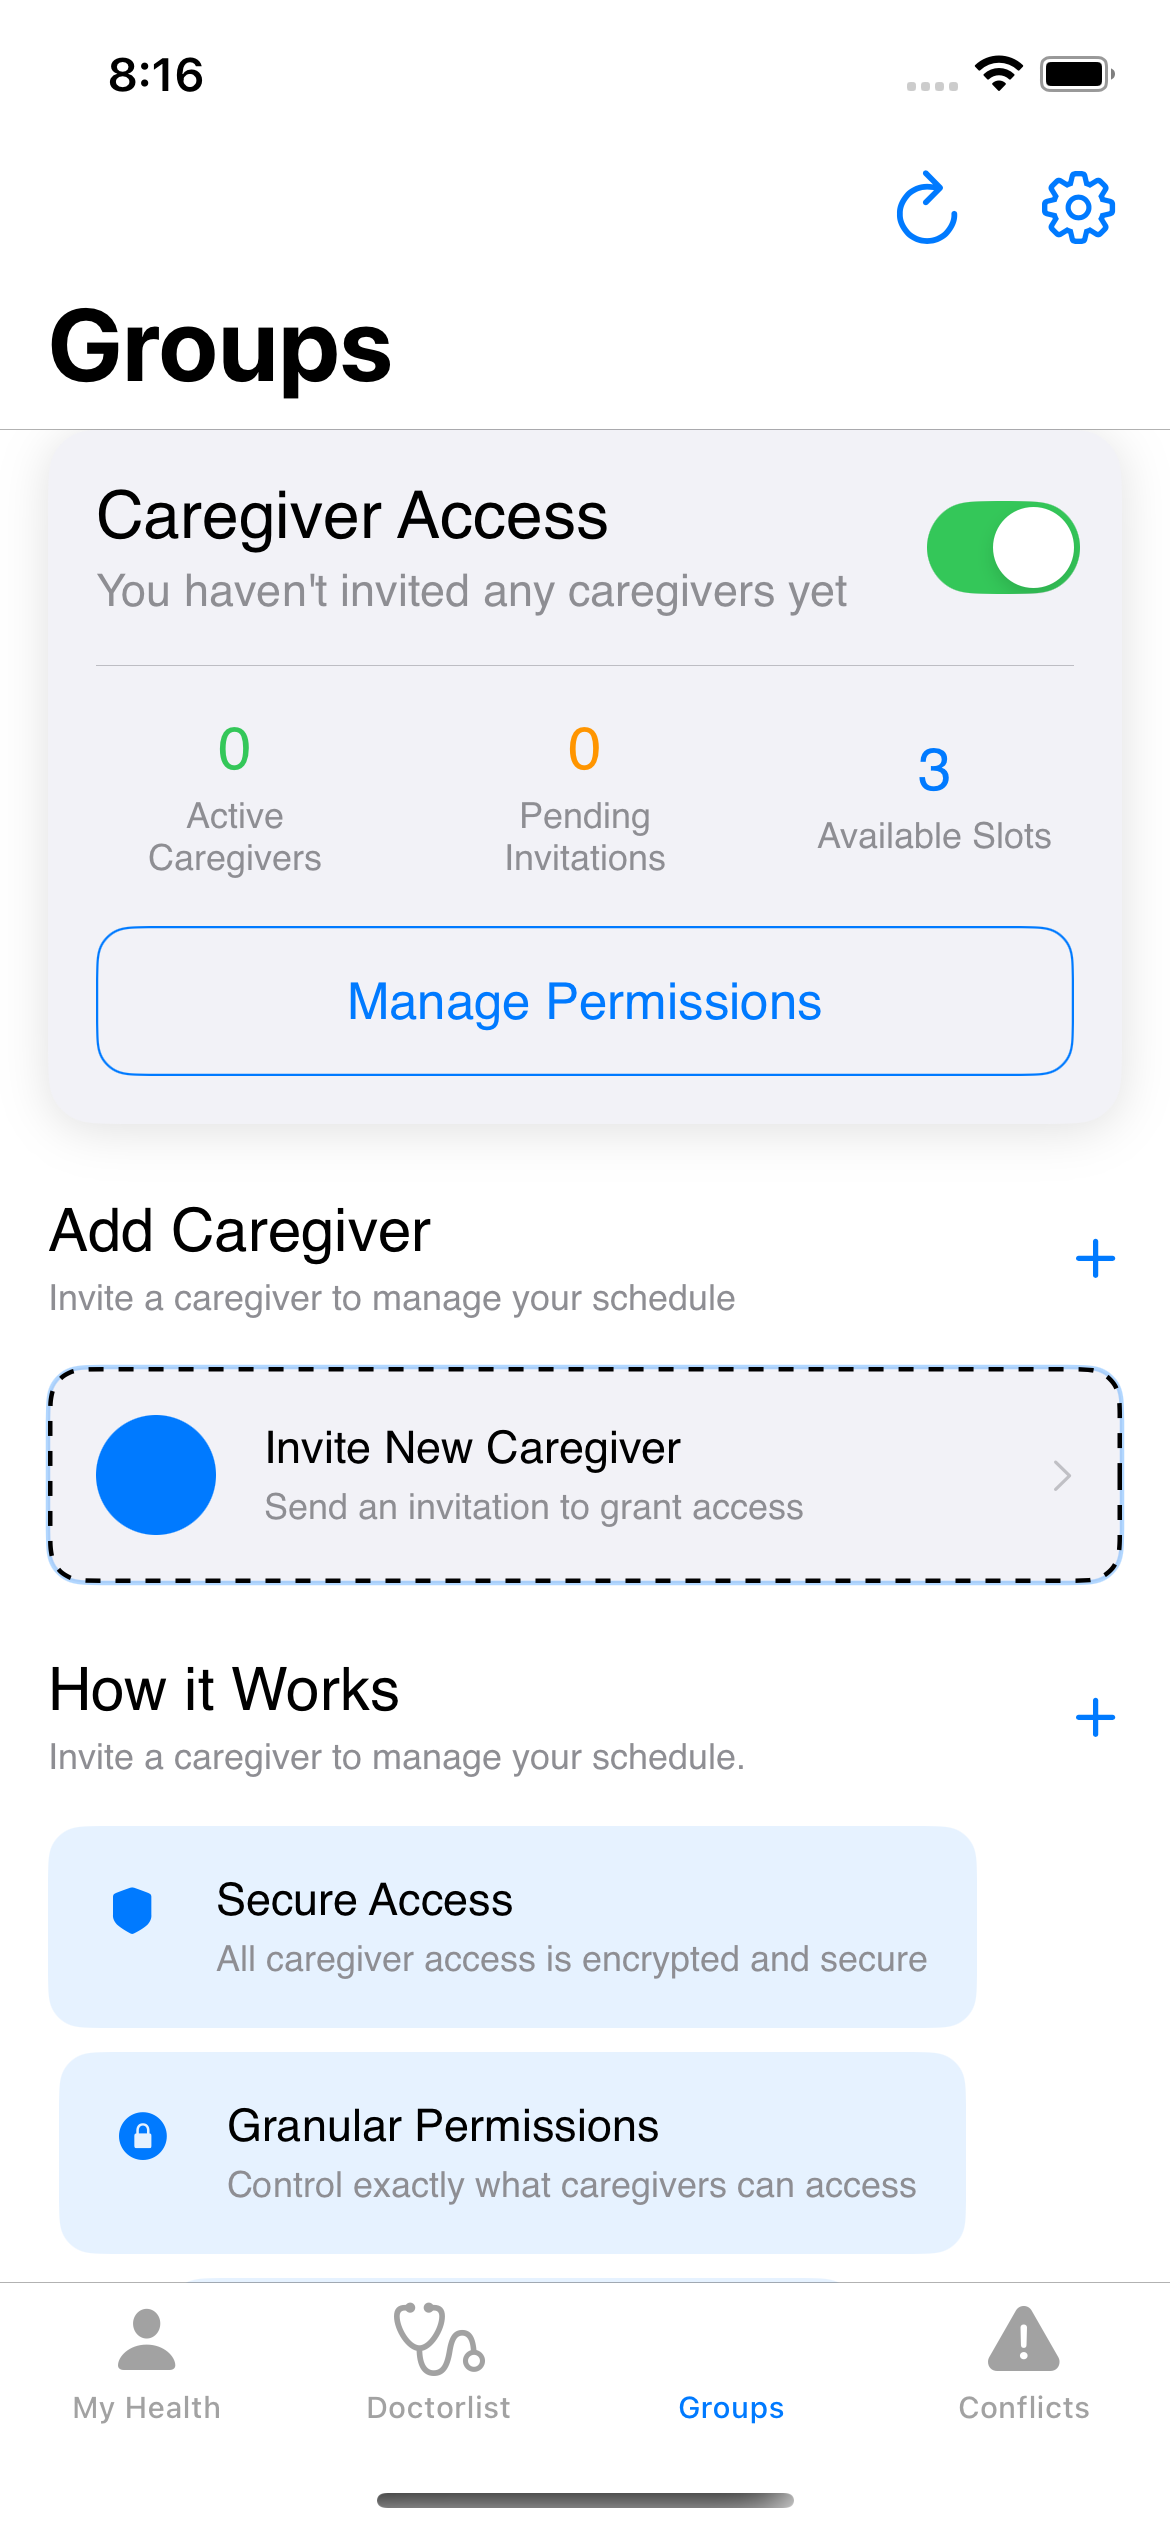 8:16
Groups
Caregiver Access
You haven't invited any caregivers yet
0
Active
Caregivers
0
Pending
Invitations
3
Available Slots
Manage Permissions
Add Caregiver
Invite a caregiver to manage your schedule
Invite New Caregiver
Send an invitation to grant access
How it Works
Invite a caregiver to manage your schedule.
Secure Access
All caregiver access is encrypted and secure
Granular Permissions
Control exactly what caregivers can access
My Health
Doctorlist
Groups
Conflicts